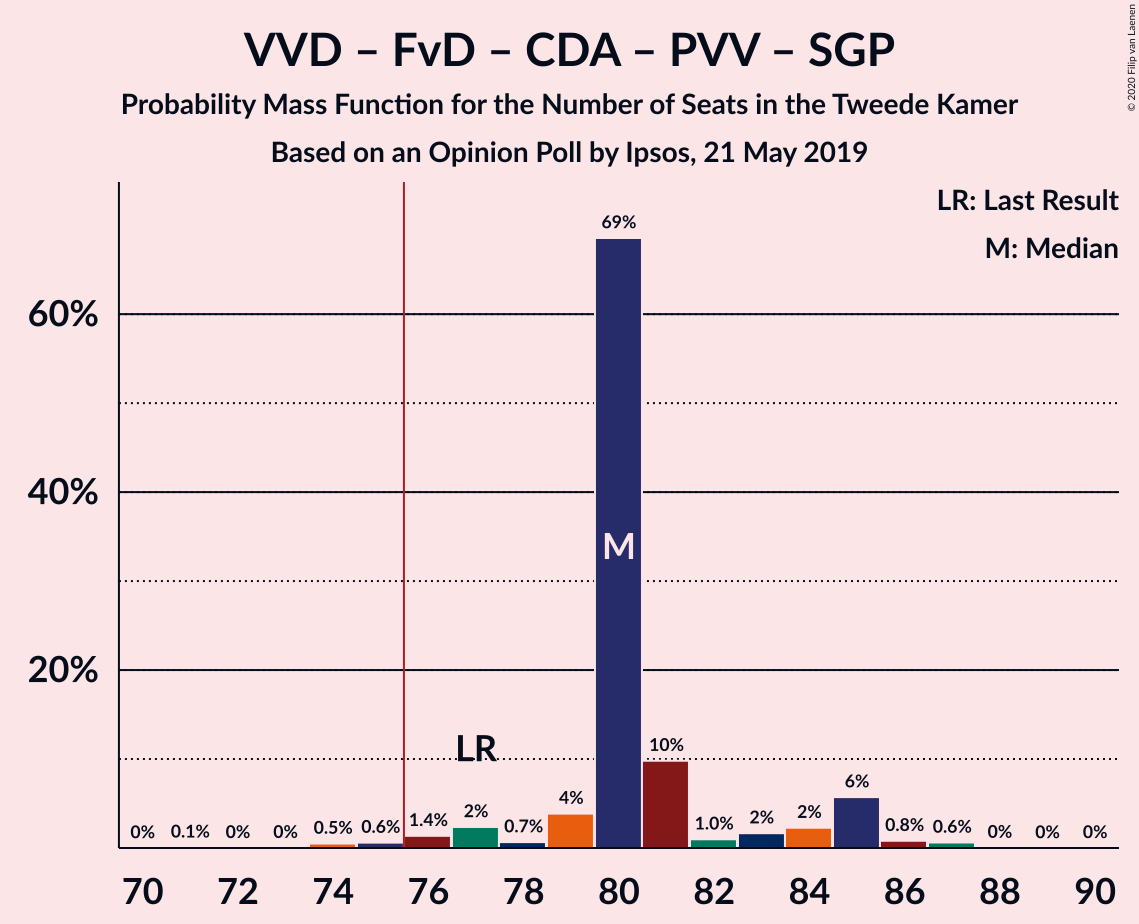 VVD – FvD – CDA – PVV – SGP
Probability Mass Function for the Number of Seats in the Tweede Kamer
Based on an Opinion Poll by Ipsos, 21 May 2019
© 2020 Filip van Laenen
LR: Last Result
M: Median
60%
40%
20%
0% 0.1% 0% 0% 0.5% 0.6% 1.4% 2% 0.7% 4% 69% 10% 1.0% 2% 2% 6% 0.8% 0.6% 0% 0% 0%
LR
M
70 72 74 76 78 80 82 84 86 88 90